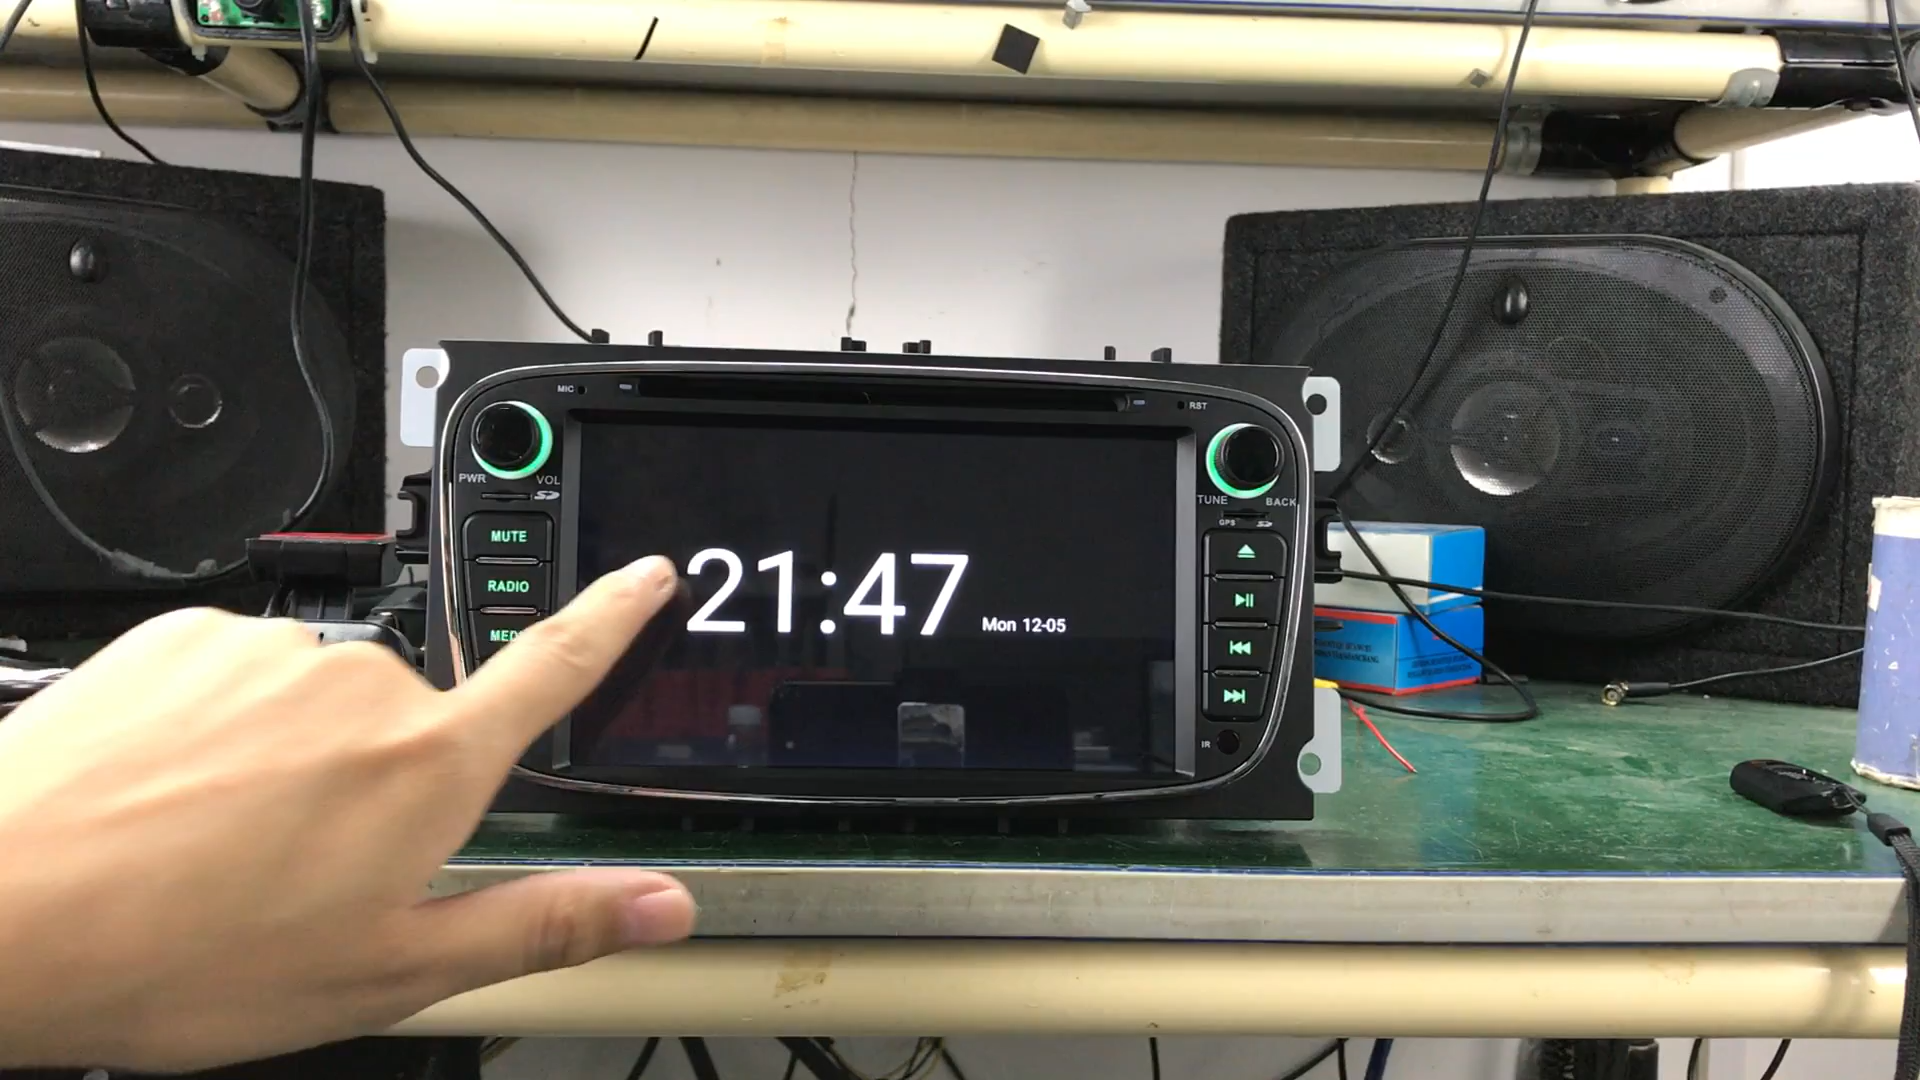 MIC
RST
PWR
VOL
SD
TUNE
BACK
GPS
SD
MUTE
RADIO
21:47
Mon 12-05
IR